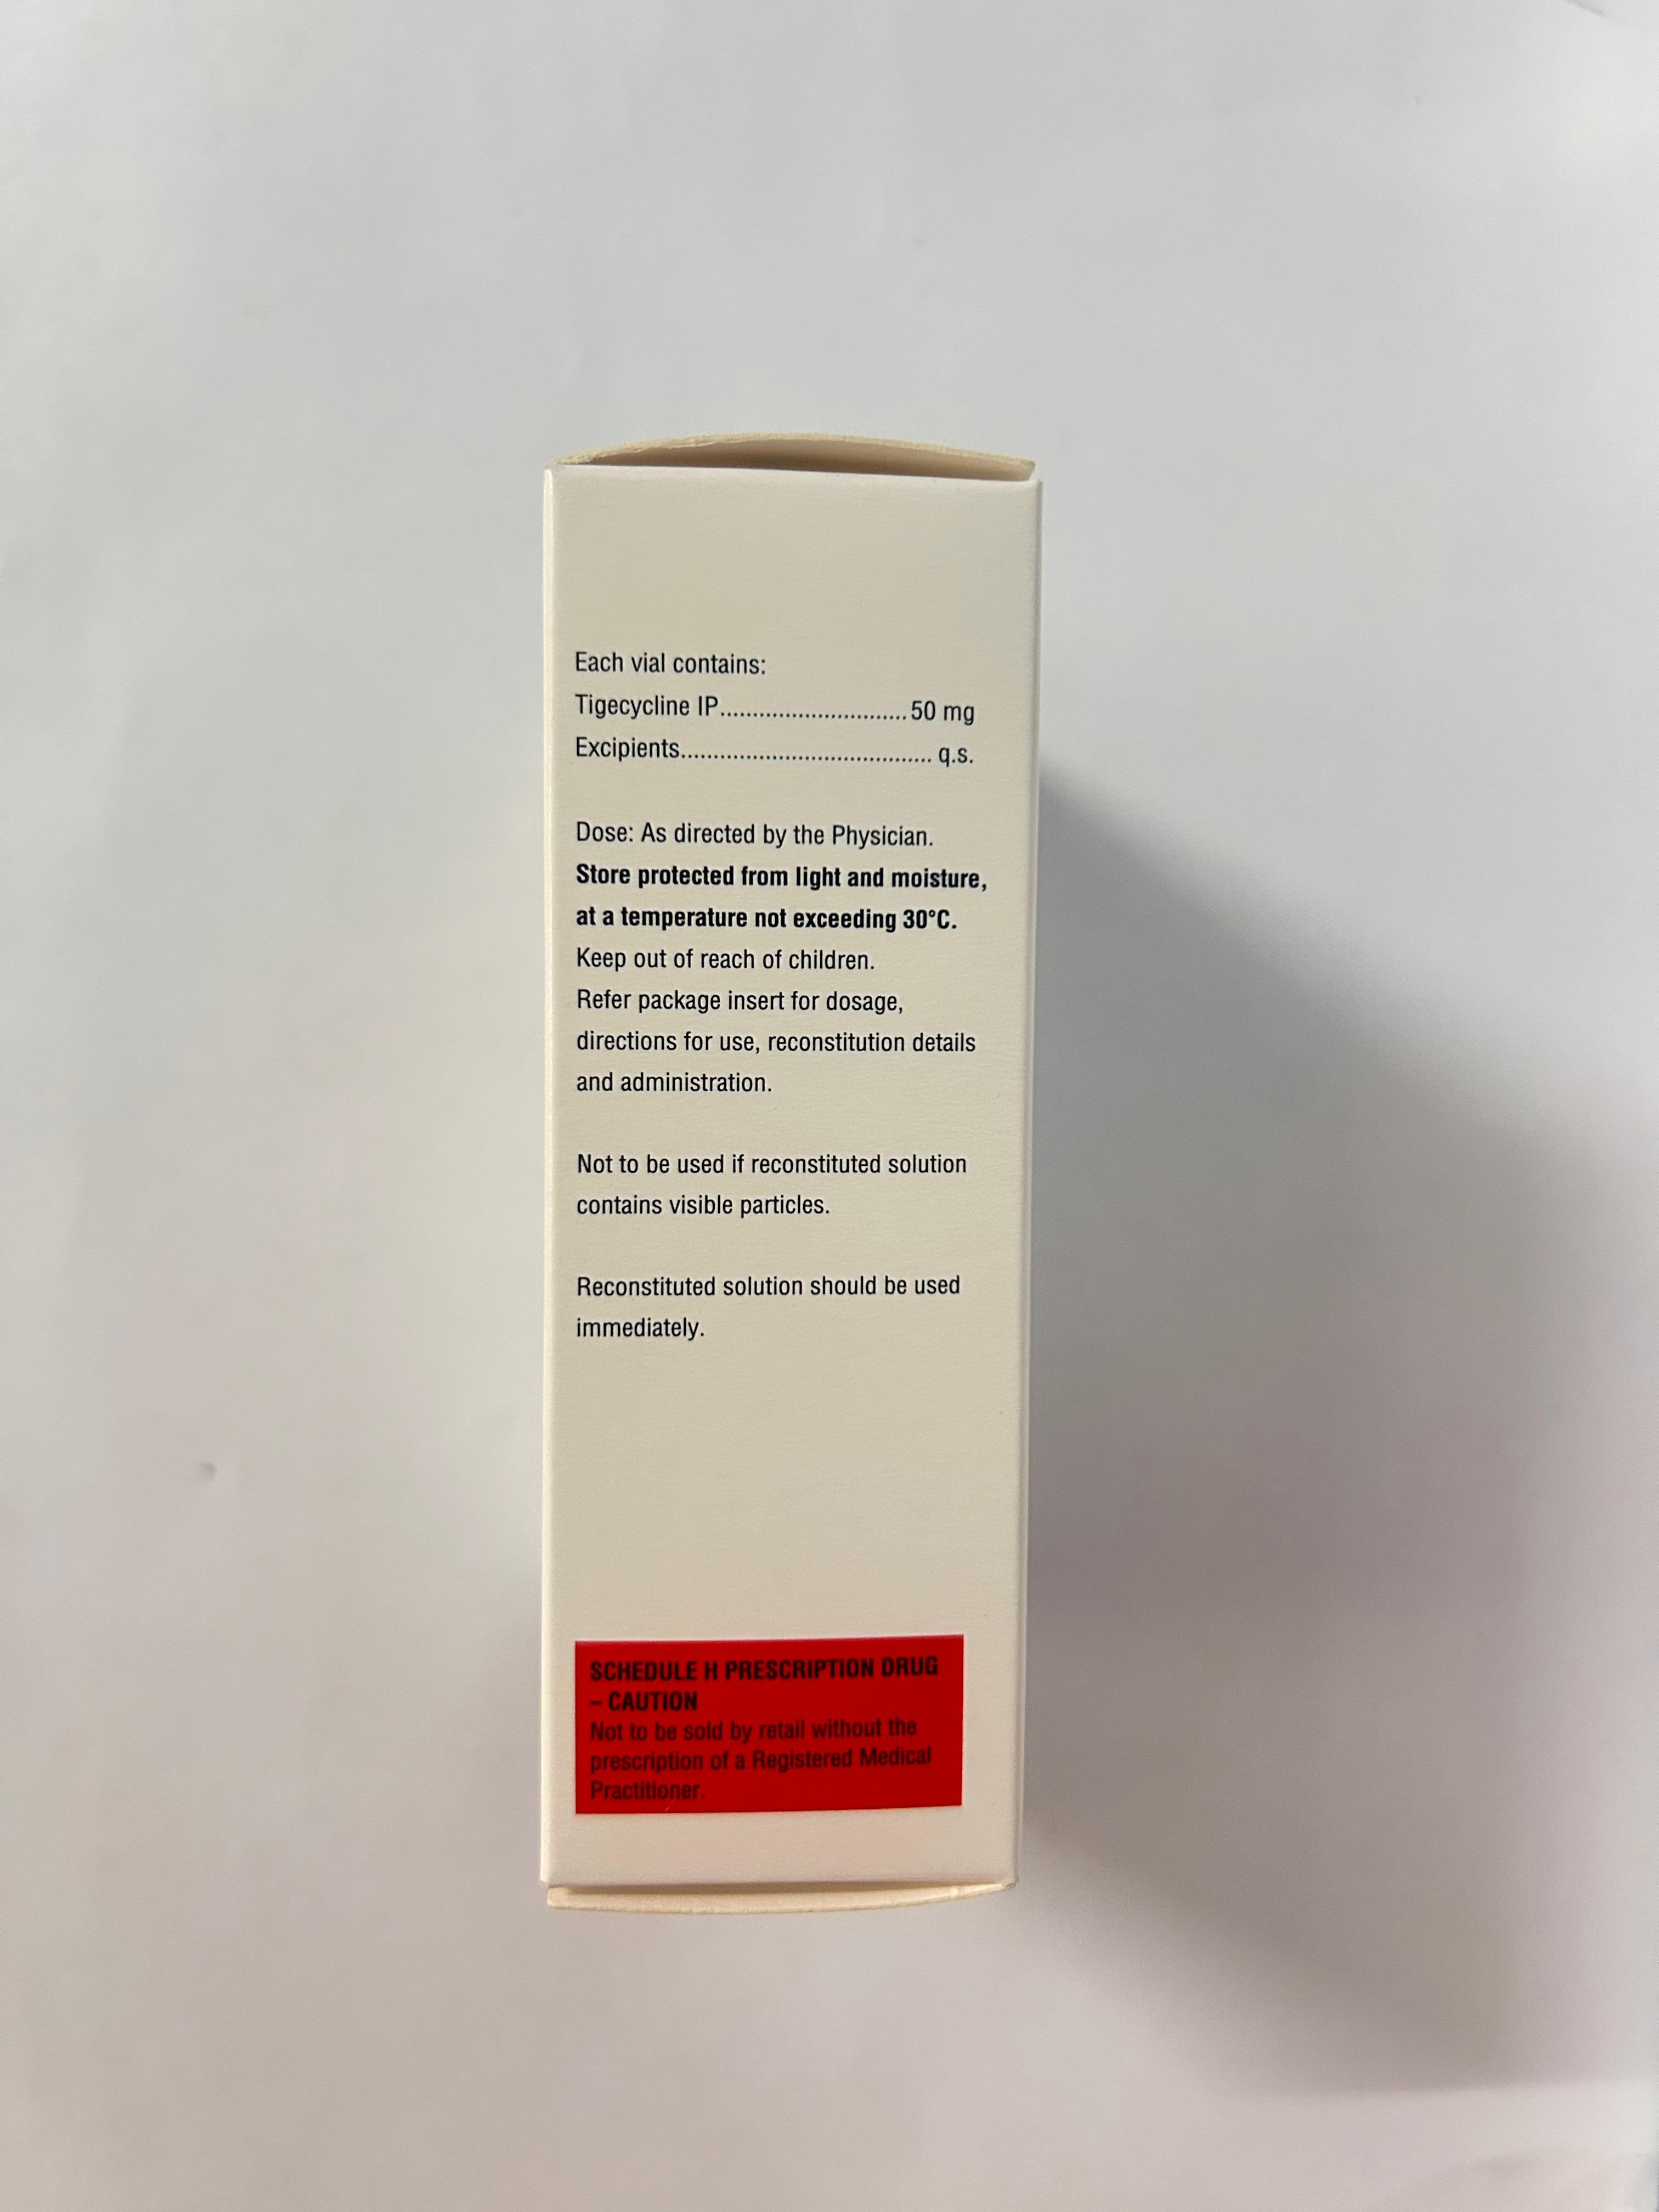 Each vial contains:
Tigecycline IP.............................50 mg
Excipients....................................... q.s.
Dose: As directed by the Physician.
Store protected from light and moisture,
at a temperature not exceeding 30°C.
Keep out of reach of children.
Refer package insert for dosage,
directions for use, reconstitution details
and administration.
Not to be used if reconstituted solution
contains visible particles.
Reconstituted solution should be used
immediately.
SCHEDULE H PRESCRIPTION DRUG
– CAUTION
Not to be sold by retail without the
prescription of a Registered Medical
Practitioner.